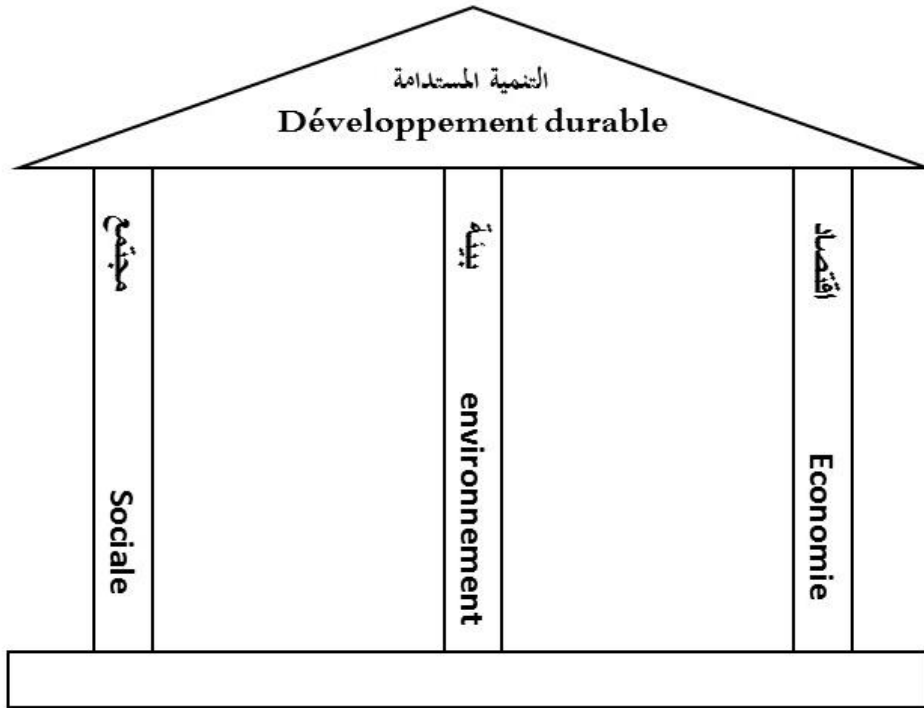 التنمية المستدامة
Développement durable
مجتمع
Sociale
بيئة
environnement
اقتصاد
Economie